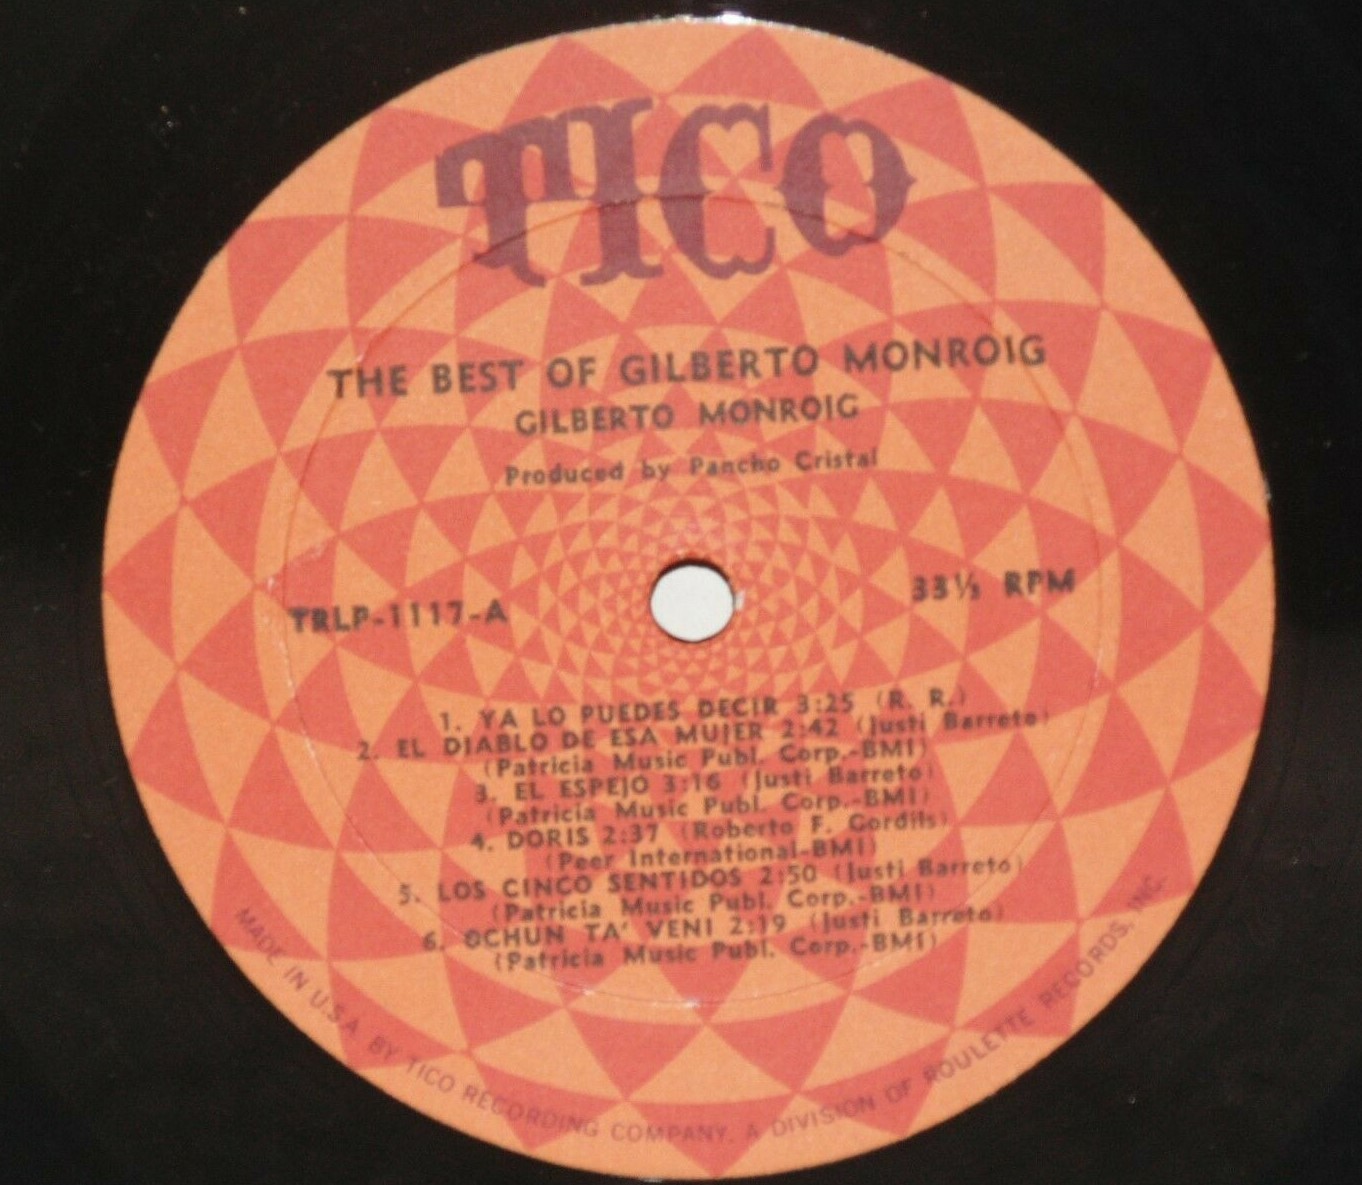 TICO
THE BEST OF GILBERTO MONROIG
GILBERTO MONROIG
Produced by Pancho Cristal
TRLP-1117-A
33⅓ RPM
1. YA LO PUEDES DECIR 3:25 (R. R.)
2. EL DIABLO DE ESA MUJER 2:42 (Justi Barreto)
(Patricia Music Publ. Corp.-BMI)
3. EL ESPEJO 3:16 (Justi Barreto)
(Patricia Music Publ. Corp.-BMI)
4. DORIS 2:37 (Roberto F. Gordils)
(Peer International-BMI)
5. LOS CINCO SENTIDOS 2:50 (Justi Barreto)
(Patricia Music Publ. Corp.-BMI)
6. OCHUN TA' VENI 2:19 (Justi Barreto)
(Patricia Music Publ. Corp.-BMI)
MADE IN U.S.A. BY TICO RECORDING COMPANY, A DIVISION OF ROULETTE RECORDS, INC.